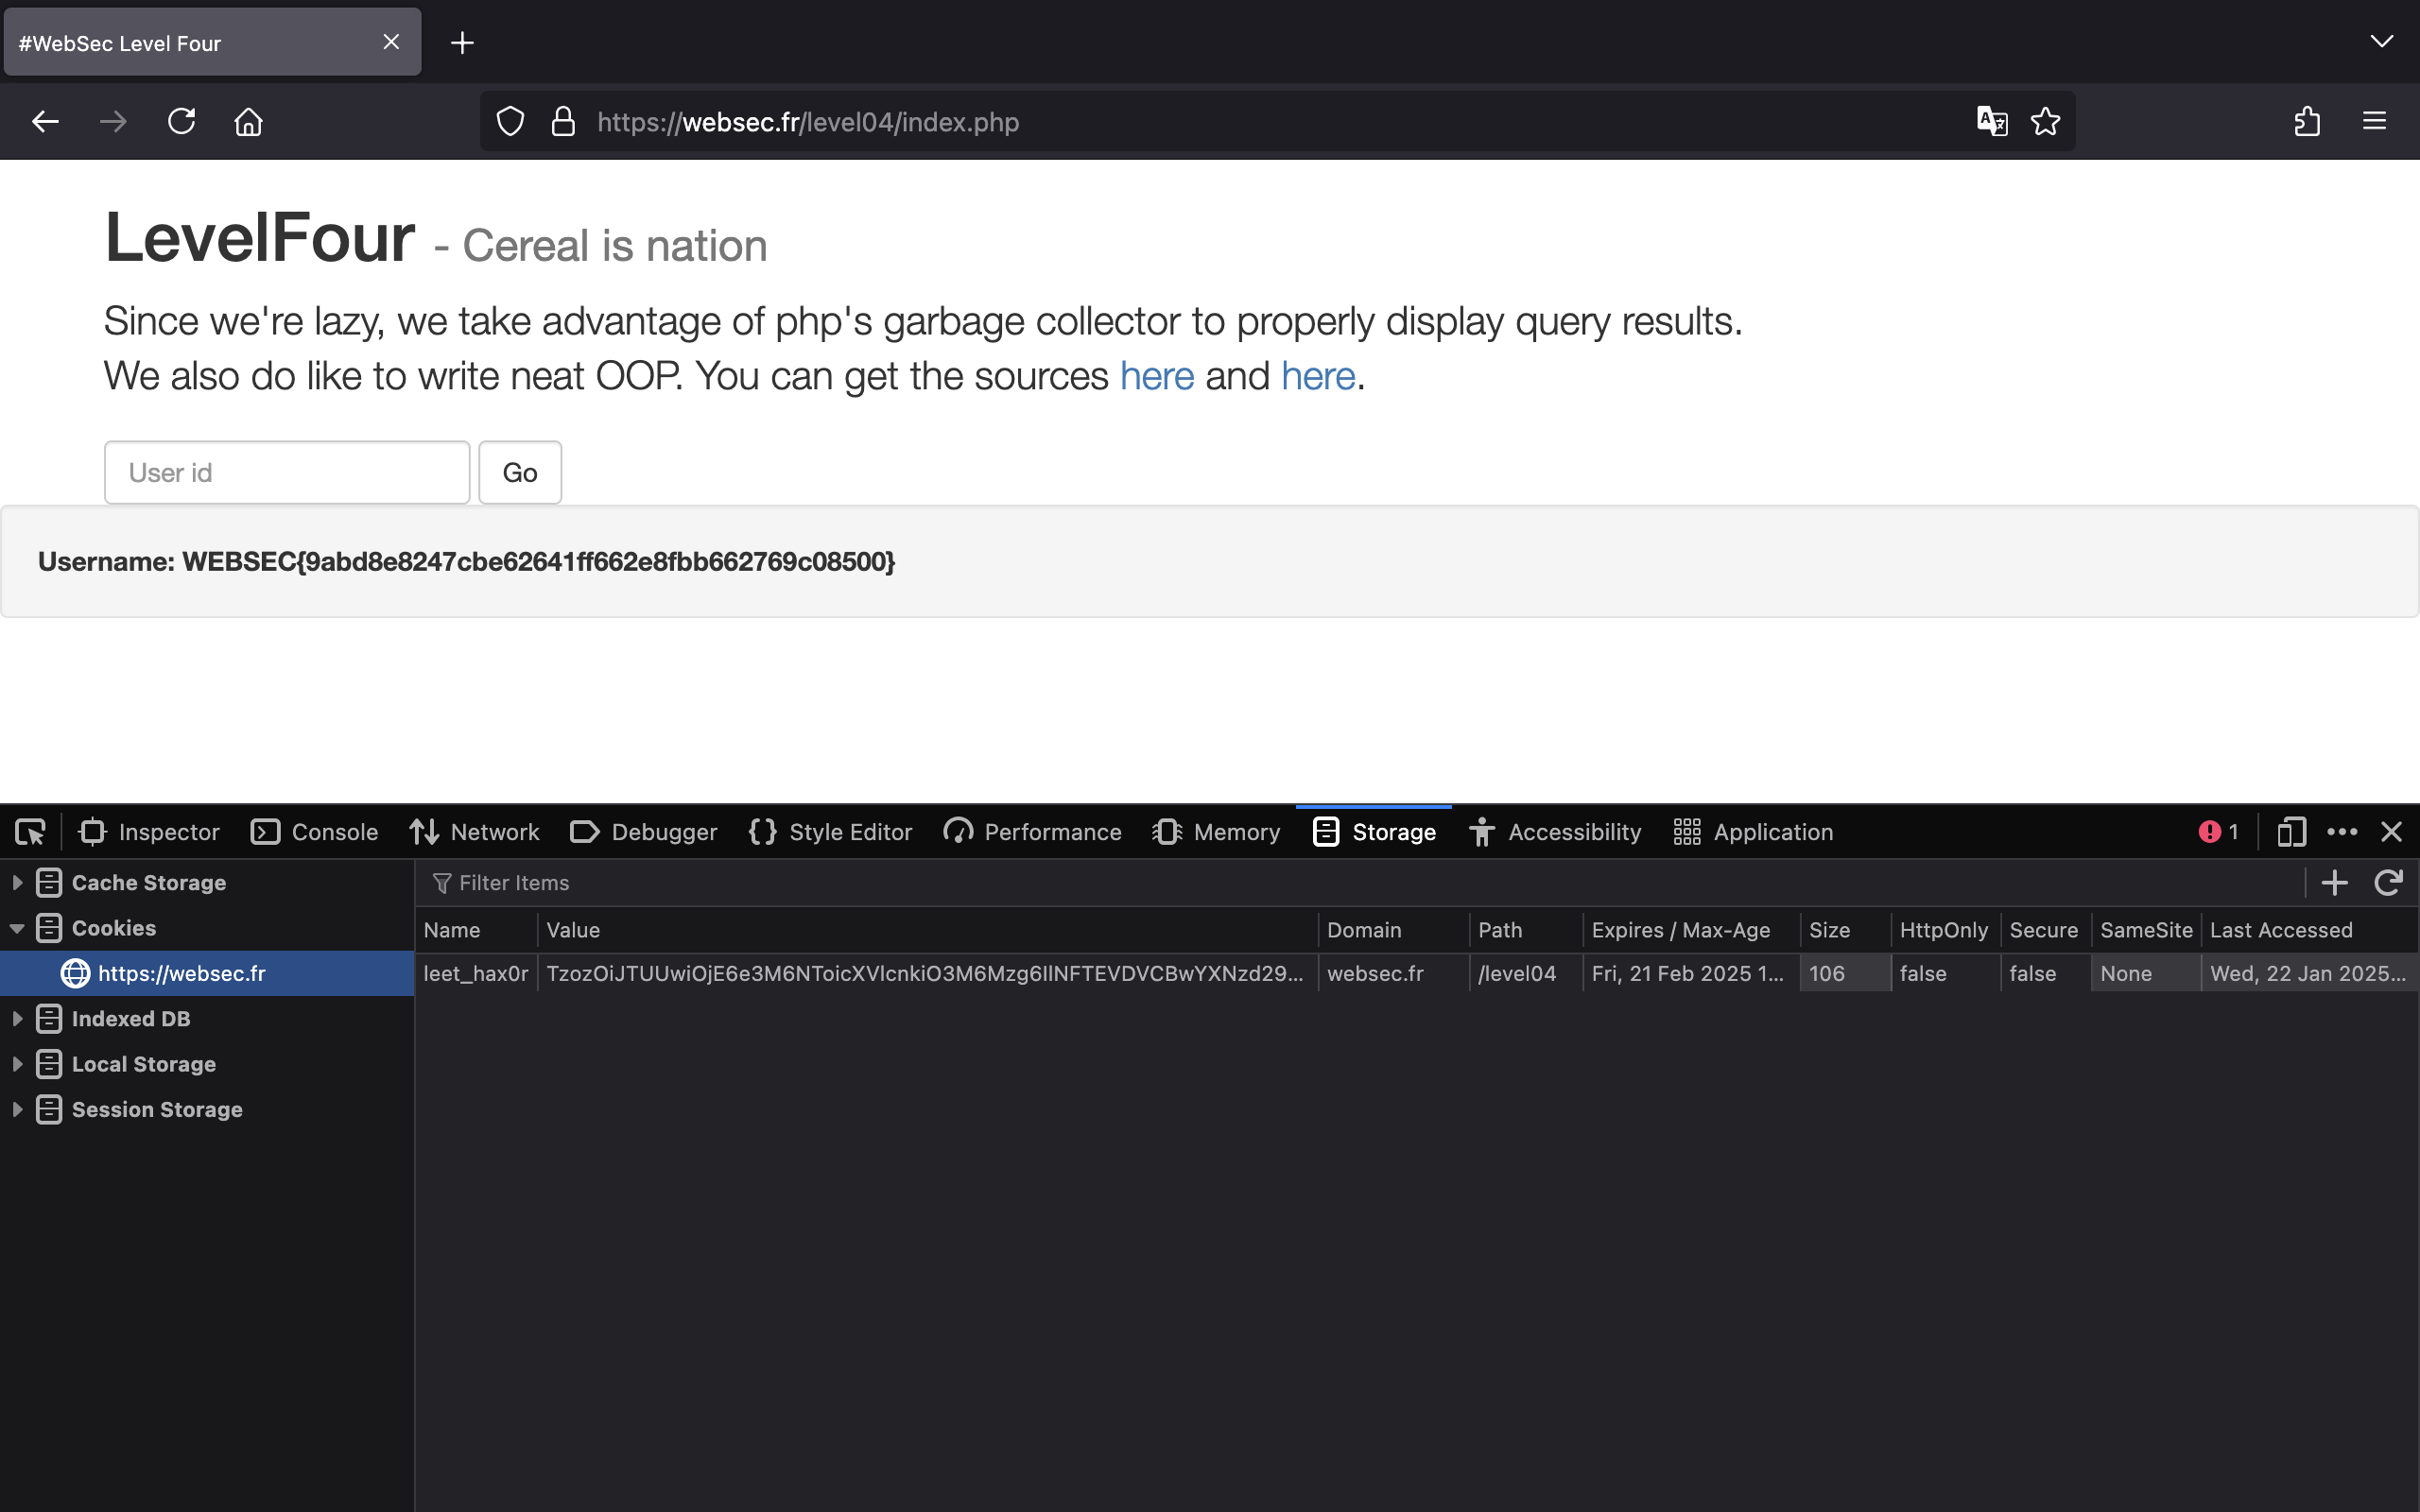 #WebSec Level Four
https://websec.fr/level04/index.php
LevelFour - Cereal is nation
Since we're lazy, we take advantage of php's garbage collector to properly display query results.
We also do like to write neat OOP. You can get the sources here and here.
User id Go
Username: WEBSEC{9abd8e8247cbe62641ff662e8fbb662769c08500}
Inspector Console Network Debugger Style Editor Performance Memory Storage Accessibility Application 1
Cache Storage
Filter Items
Cookies
Name Value Domain Path Expires / Max-Age Size HttpOnly Secure SameSite Last Accessed
https://websec.fr
leet_hax0r TzozOiJTUUwiOjE6e3M6NToicXVlcnkiO3M6Mzg6IlNFTEVDVCBwYXNzd29... websec.fr /level04 Fri, 21 Feb 2025 1... 106 false false None Wed, 22 Jan 2025...
Indexed DB
Local Storage
Session Storage